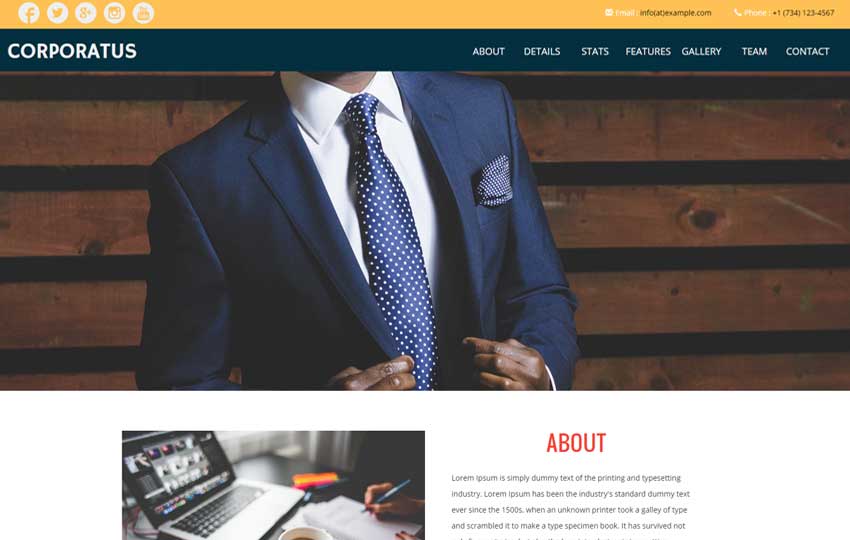 Email : info(at)example.com
Phone : +1 (734) 123-4567
CORPORATUS
ABOUT DETAILS STATS FEATURES GALLERY TEAM CONTACT
ABOUT
Lorem Ipsum is simply dummy text of the printing and typesetting
industry. Lorem Ipsum has been the industry's standard dummy text
ever since the 1500s, when an unknown printer took a galley of type
and scrambled it to make a type specimen book. It has survived not